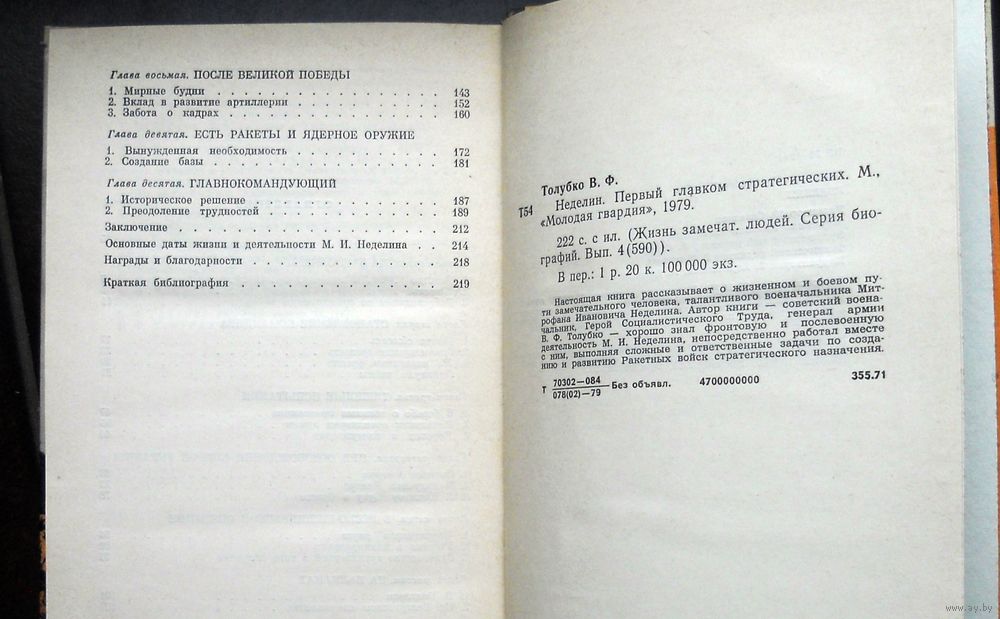 Глава восьмая. ПОСЛЕ ВЕЛИКОЙ ПОБЕДЫ
1. Мирные будни . . . . . . . . . . . . . . . . 143
2. Вклад в развитие артиллерии . . . . . . . . . . 152
3. Забота о кадрах . . . . . . . . . . . . . . . 160
Глава девятая. ЕСТЬ РАКЕТЫ И ЯДЕРНОЕ ОРУЖИЕ
1. Вынужденная необходимость . . . . . . . . . . 172
2. Создание базы . . . . . . . . . . . . . . . . 181
Глава десятая. ГЛАВНОКОМАНДУЮЩИЙ
1. Историческое решение . . . . . . . . . . . . . 187
2. Преодоление трудностей . . . . . . . . . . . . 189
Заключение . . . . . . . . . . . . . . . . . . 212
Основные даты жизни и деятельности М. И. Неделина . . 214
Награды и благодарности . . . . . . . . . . . . . 218
Краткая библиография . . . . . . . . . . . . . . 219
Толубко В. Ф.
Т54 Неделин. Первый главком стратегических. М.,
«Молодая гвардия», 1979.
222 с. с ил. (Жизнь замечат. людей. Серия био-
графий. Вып. 4(590)).
В пер.: 1 р. 20 к. 100 000 экз.
Настоящая книга рассказывает о жизненном и боевом пу-
ти замечательного человека, талантливого военачальника Мит-
рофана Ивановича Неделина. Автор книги — советский воена-
чальник, Герой Социалистического Труда, генерал армии
В. Ф. Толубко — хорошо знал фронтовую и послевоенную
деятельность М. И. Неделина, непосредственно работал вместе
с ним, выполняя сложные и ответственные задачи по созда-
нию и развитию Ракетных войск стратегического назначения.
Т 70302—084 Без объявл. 4700000000 355.71
078(02)—79
www.ay.by